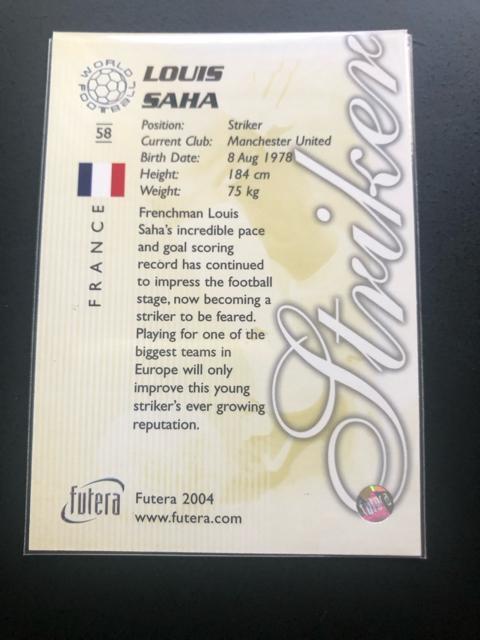 WORLD FOOTBALL
LOUIS
SAHA
58
Position: Striker
Current Club: Manchester United
Birth Date: 8 Aug 1978
Height: 184 cm
Weight: 75 kg
FRANCE
Frenchman Louis
Saha's incredible pace
and goal scoring
record has continued
to impress the football
stage, now becoming a
striker to be feared.
Playing for one of the
biggest teams in
Europe will only
improve this young
striker's ever growing
reputation.
Striker
futera
Futera 2004
www.futera.com
futera